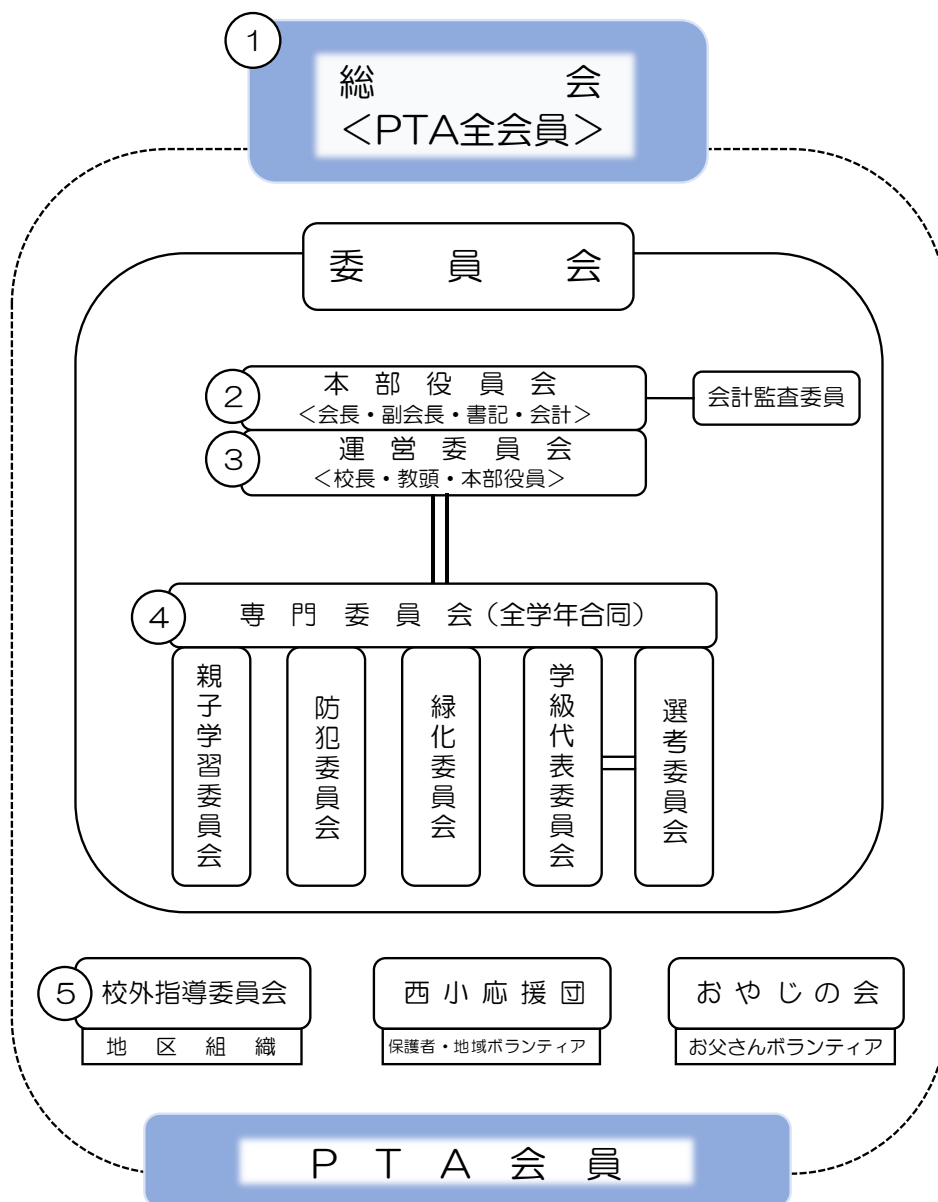 ①
総会
＜PTA全会員＞
委員会
②
本部役員会
＜会長・副会長・書記・会計＞
会計監査委員
③
運営委員会
＜校長・教頭・本部役員＞
④
専門委員会（全学年合同）
親子学習委員会
防犯委員会
緑化委員会
学級代表委員会
選考委員会
⑤
校外指導委員会
地区組織
西小応援団
保護者・地域ボランティア
おやじの会
お父さんボランティア
PTA会員